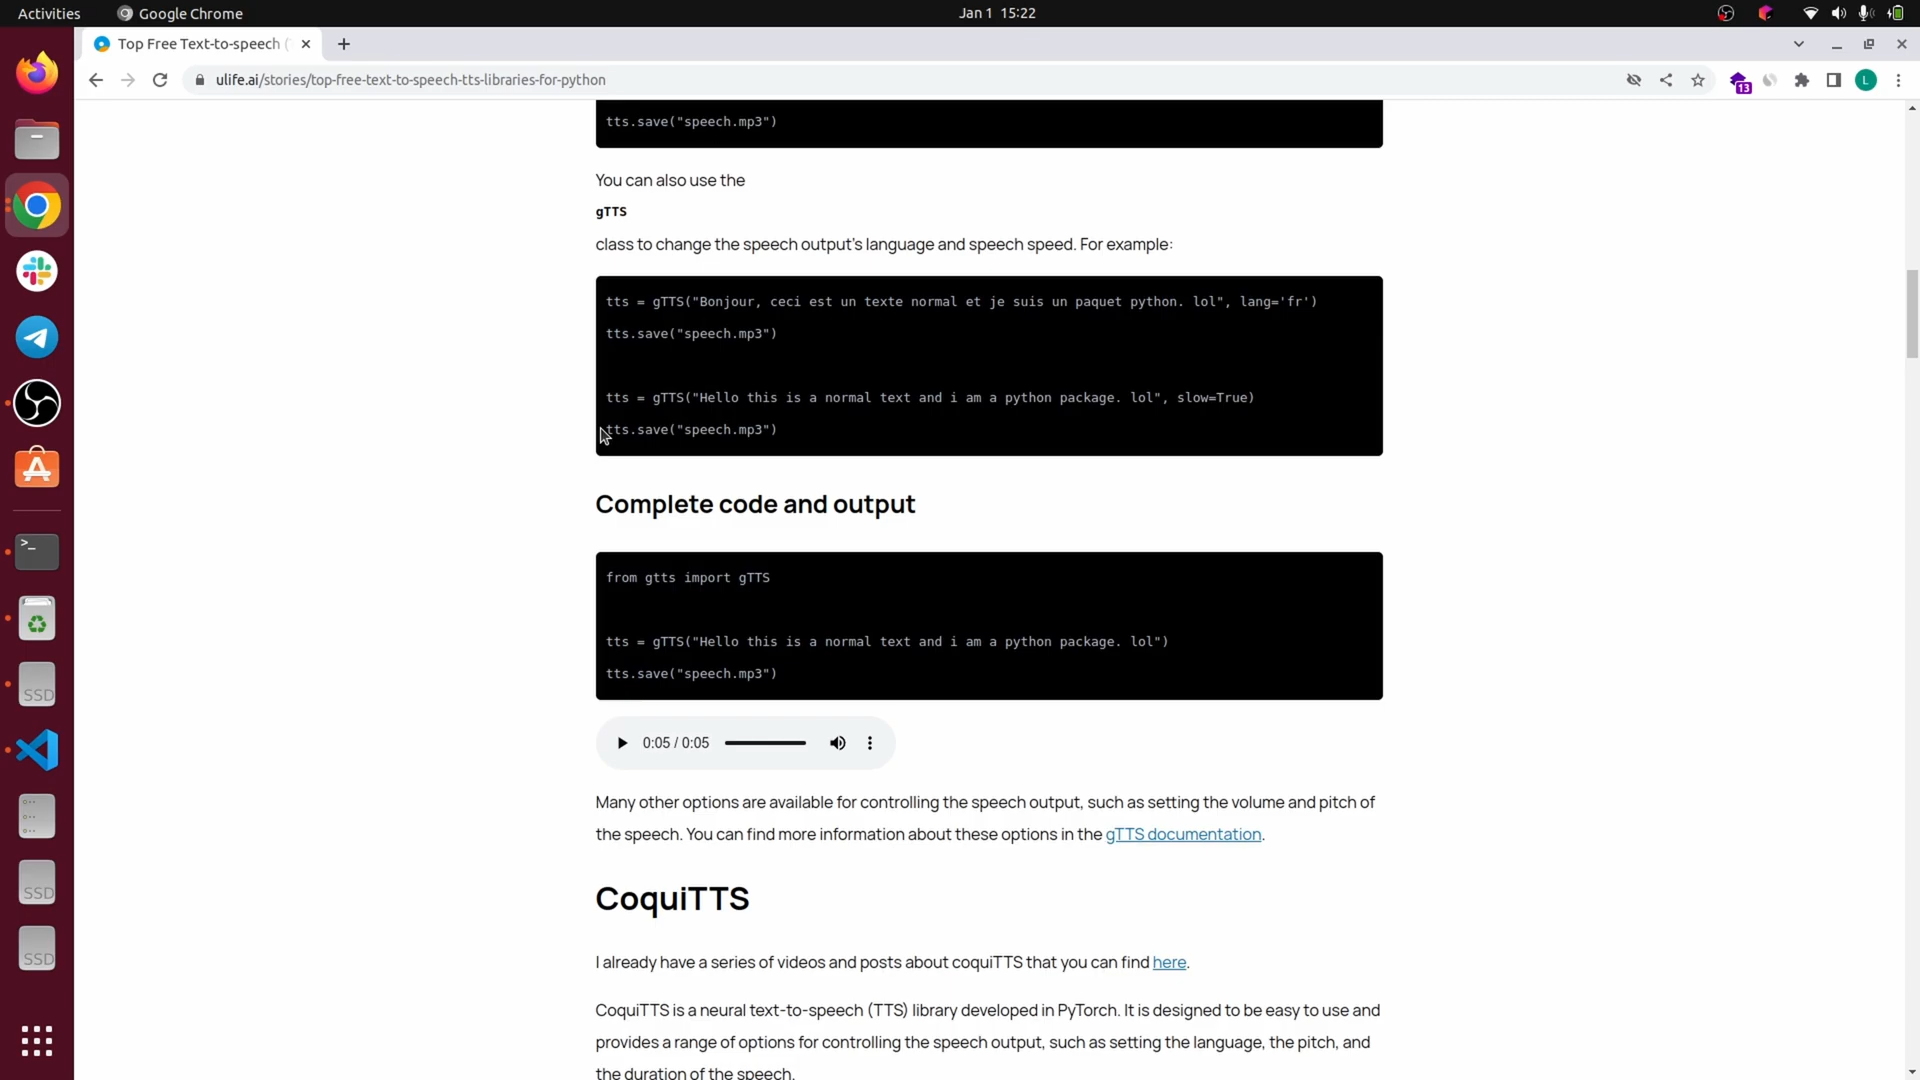 Activities
Google Chrome
Jan 1 15:22
Top Free Text-to-speech (
ulife.ai/stories/top-free-text-to-speech-tts-libraries-for-python
13
L
tts.save("speech.mp3")
You can also use the
gTTS
class to change the speech output's language and speech speed. For example:
tts = gTTS("Bonjour, ceci est un texte normal et je suis un paquet python. lol", lang='fr')
tts.save("speech.mp3")
tts = gTTS("Hello this is a normal text and i am a python package. lol", slow=True)
tts.save("speech.mp3")
Complete code and output
from gtts import gTTS
tts = gTTS("Hello this is a normal text and i am a python package. lol")
tts.save("speech.mp3")
0:05 / 0:05
Many other options are available for controlling the speech output, such as setting the volume and pitch of
the speech. You can find more information about these options in the gTTS documentation.
CoquiTTS
I already have a series of videos and posts about coquiTTS that you can find here.
CoquiTTS is a neural text-to-speech (TTS) library developed in PyTorch. It is designed to be easy to use and
provides a range of options for controlling the speech output, such as setting the language, the pitch, and
the duration of the speech.
SSD
SSD
SSD